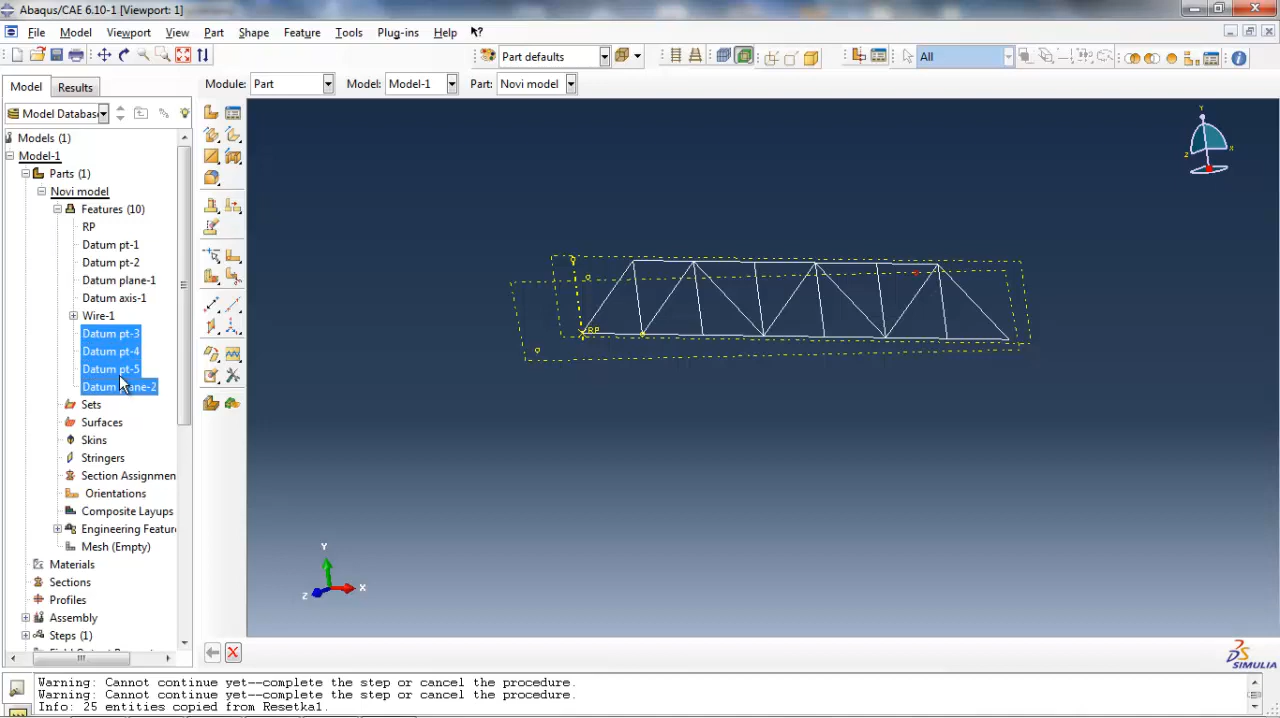 Abaqus/CAE 6.10-1 [Viewport: 1]
File Model Viewport View Part Shape Feature Tools Plug-ins Help
Part defaults All
Model Results Module: Part Model: Model-1 Part: Novi model
Model Databas
Models (1)
Model-1
Parts (1)
Novi model
Features (10)
RP
Datum pt-1
Datum pt-2
Datum plane-1
Datum axis-1
Wire-1
Datum pt-3
Datum pt-4
Datum pt-5
Datum plane-2
Sets
Surfaces
Skins
Stringers
Section Assignmen
Orientations
Composite Layups
Engineering Featur
Mesh (Empty)
Materials
Sections
Profiles
Assembly
Steps (1)
Y
X
Z
RP
Y
X
Z
SIMULIA
Warning: Cannot continue yet--complete the step or cancel the procedure.
Warning: Cannot continue yet--complete the step or cancel the procedure.
Info: 25 entities copied from Resetka1.